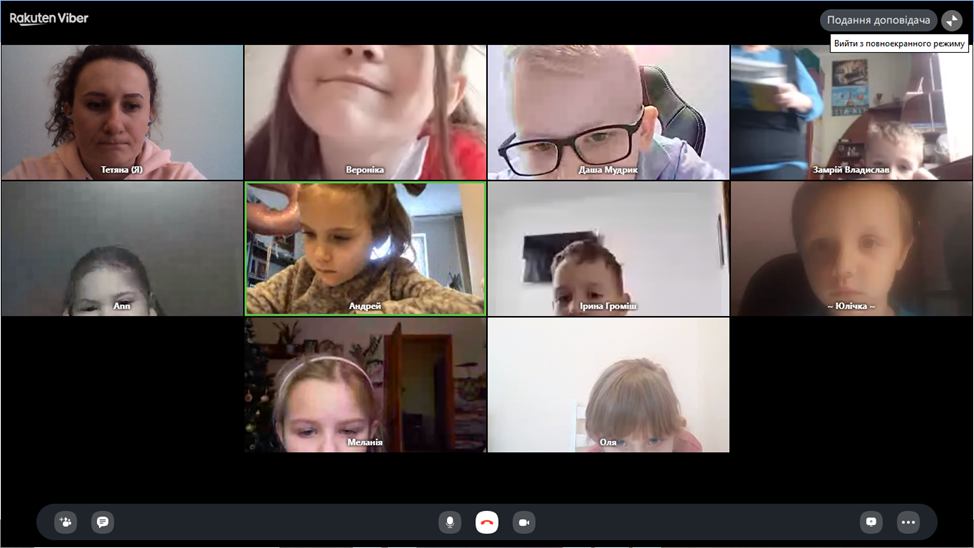 Rakuten Viber
Подання доповідача
Вийти з повноекранного режиму
Тетяна (Я)
Вероніка
Даша Мудрик
Замрій Владислав
Ann
Андрей
Ірина Громіш
~ Юлічка ~
Меланія
Оля